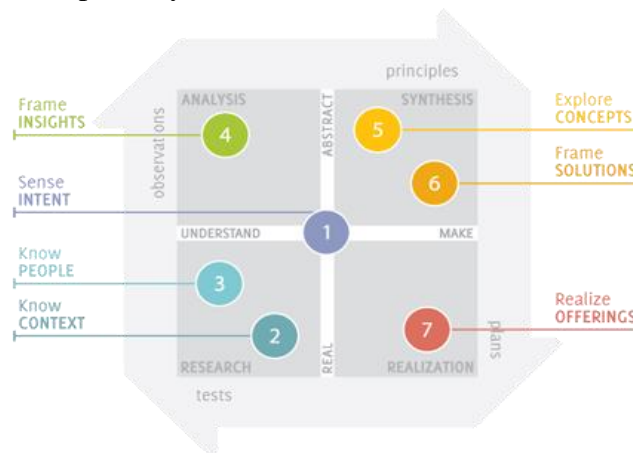 principles
Frame
INSIGHTS
ANALYSIS
ABSTRACT
SYNTHESIS
Explore
CONCEPTS
4
5
observations
Frame
SOLUTIONS
6
Sense
INTENT
UNDERSTAND
1
MAKE
Know
PEOPLE
3
Know
CONTEXT
2
Realize
OFFERINGS
7
plans
RESEARCH
REAL
REALIZATION
tests